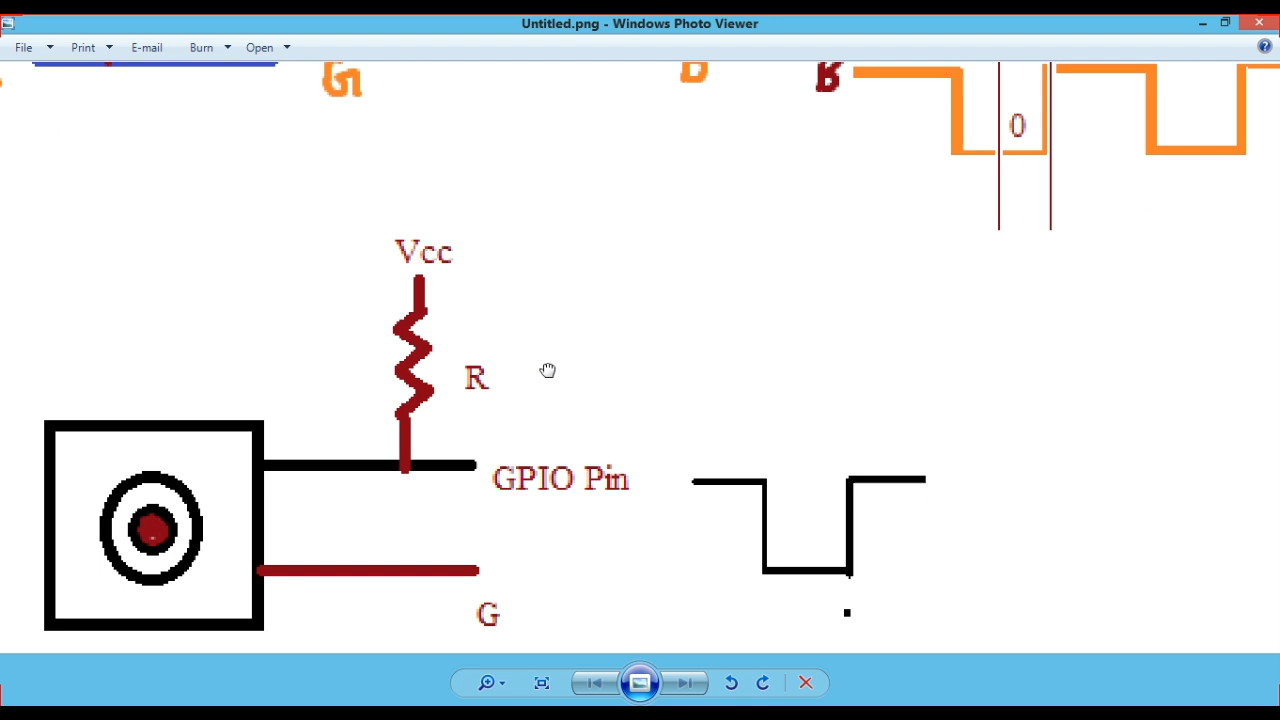 Untitled.png - Windows Photo Viewer
File Print E-mail Burn Open
0
Vcc
R
GPIO Pin
G